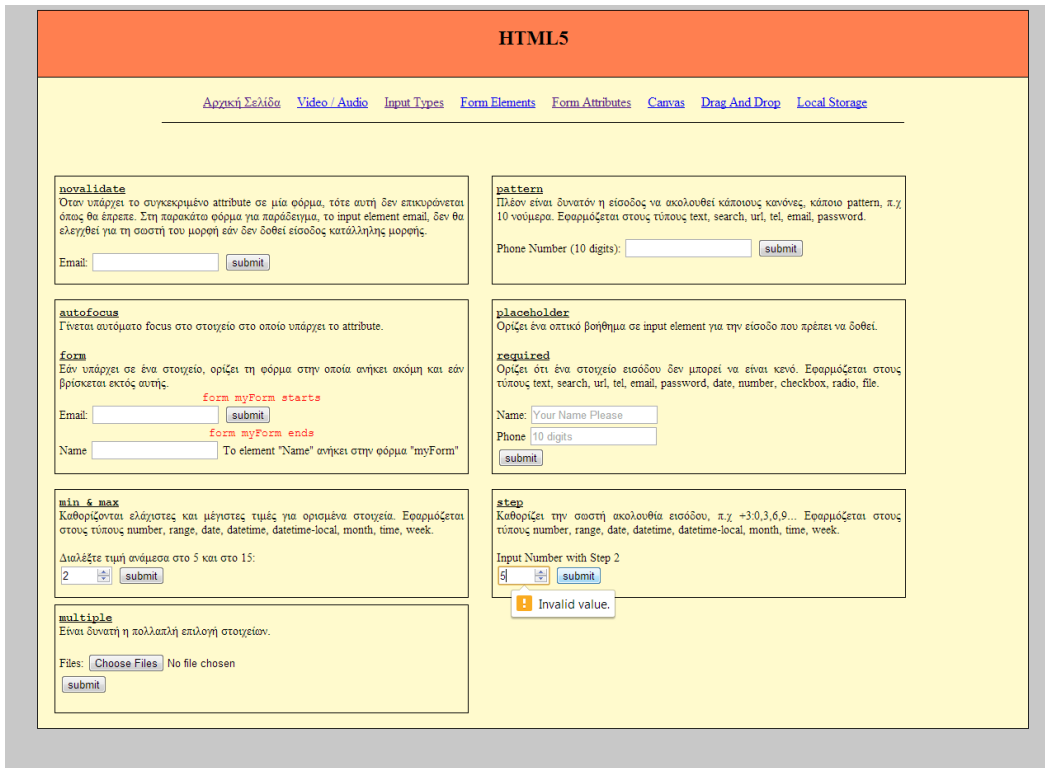 HTML5
Αρχική Σελίδα Video / Audio Input Types Form Elements Form Attributes Canvas Drag And Drop Local Storage
novalidate
Όταν υπάρχει το συγκεκριμένο attribute σε μία φόρμα, τότε αυτή δεν επικυρώνεται
όπως θα έπρεπε. Στη παρακάτω φόρμα για παράδειγμα, το input element email, δεν θα
ελεγχθεί για τη σωστή του μορφή εάν δεν δοθεί είσοδος κατάλληλης μορφής.
Email: submit
pattern
Πλέον είναι δυνατόν η είσοδος να ακολουθεί κάποιους κανόνες, κάποιο pattern, π.χ
10 νούμερα. Εφαρμόζεται στους τύπους text, search, url, tel, email, password.
Phone Number (10 digits): submit
autofocus
Γίνεται αυτόματο focus στο στοιχείο στο οποίο υπάρχει το attribute.
form
Εάν υπάρχει σε ένα στοιχείο, ορίζει τη φόρμα στην οποία ανήκει ακόμη και εάν
βρίσκεται εκτός αυτής.
form myForm starts
Email: submit
form myForm ends
Name Το element "Name" ανήκει στην φόρμα "myForm"
placeholder
Ορίζει ένα οπτικό βοήθημα σε input element για την είσοδο που πρέπει να δοθεί.
required
Ορίζει ότι ένα στοιχείο εισόδου δεν μπορεί να είναι κενό. Εφαρμόζεται στους
τύπους text, search, url, tel, email, password, date, number, checkbox, radio, file.
Name: Your Name Please
Phone 10 digits
submit
min & max
Καθορίζονται ελάχιστες και μέγιστες τιμές για ορισμένα στοιχεία. Εφαρμόζεται
στους τύπους number, range, date, datetime, datetime-local, month, time, week.
Διαλέξτε τιμή ανάμεσα στο 5 και στο 15:
2 submit
step
Καθορίζει την σωστή ακολουθία εισόδου, π.χ +3:0,3,6,9... Εφαρμόζεται στους
τύπους number, range, date, datetime, datetime-local, month, time, week.
Input Number with Step 2
5 submit
! Invalid value.
multiple
Είναι δυνατή η πολλαπλή επιλογή στοιχείων.
Files: Choose Files No file chosen
submit